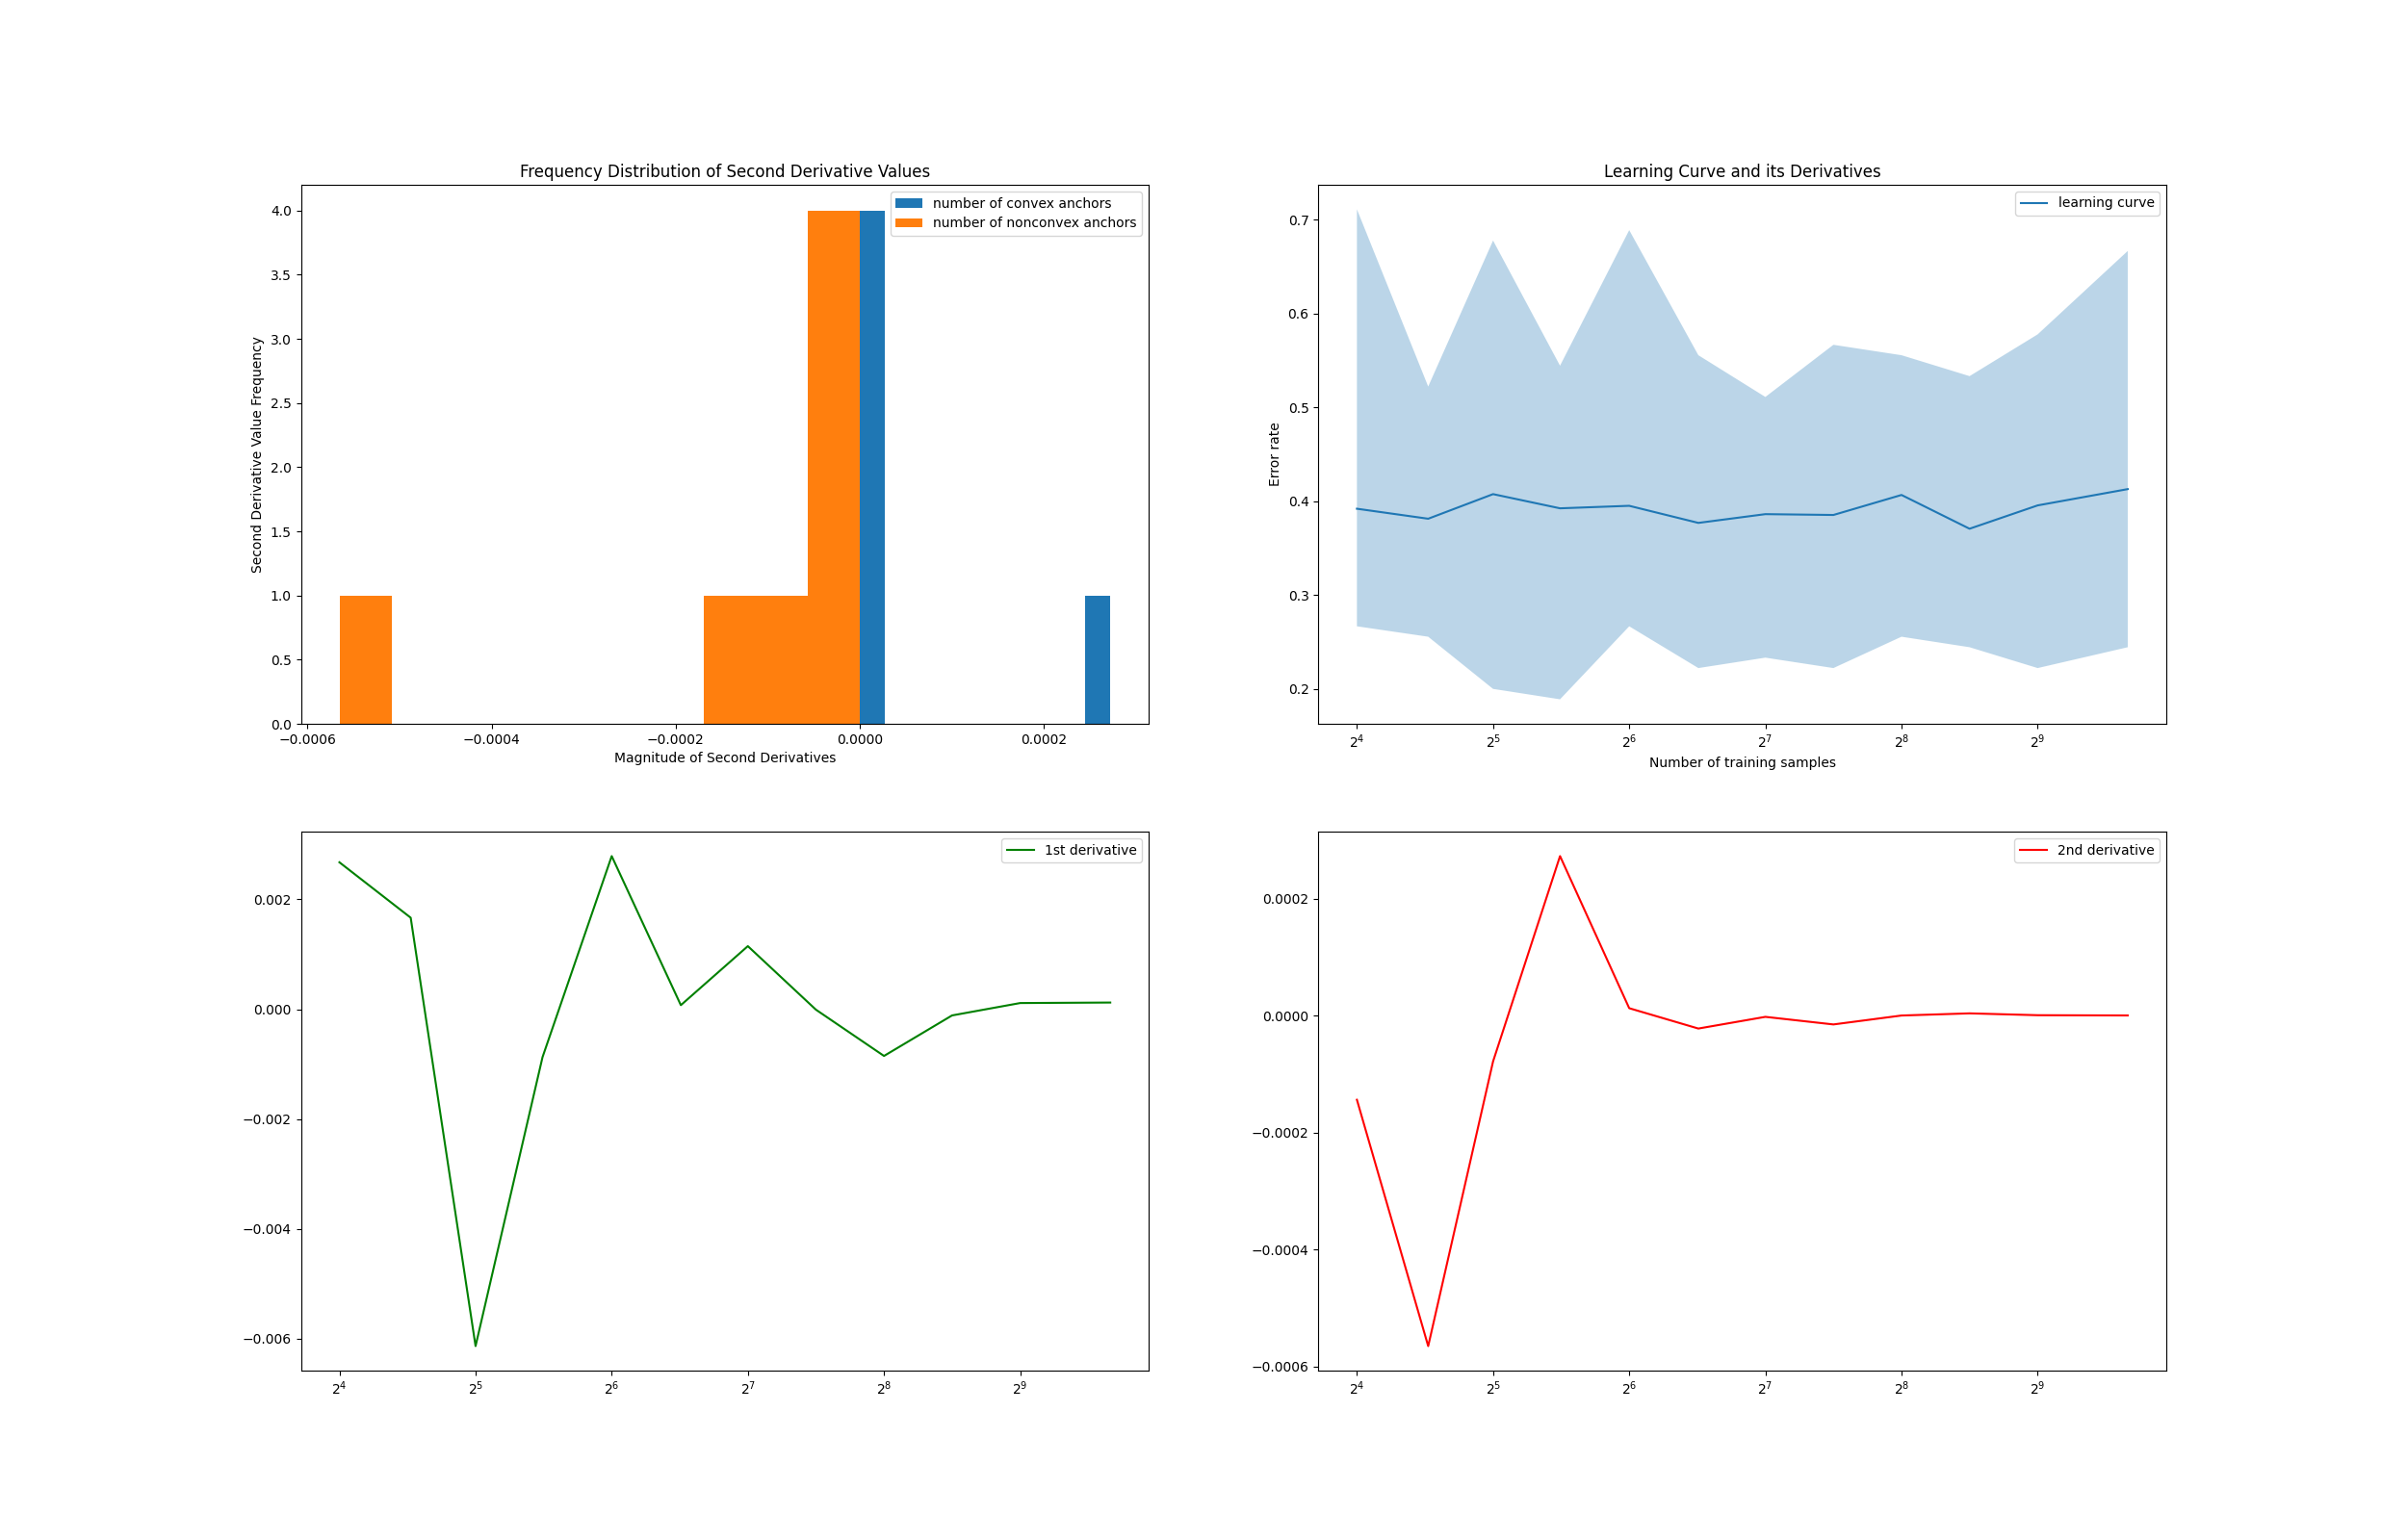 Frequency Distribution of Second Derivative Values
number of convex anchors
number of nonconvex anchors
4.0
3.5
3.0
2.5
2.0
1.5
1.0
0.5
0.0
Second Derivative Value Frequency
−0.0006 −0.0004 −0.0002 0.0000 0.0002
Magnitude of Second Derivatives
Learning Curve and its Derivatives
learning curve
0.7
0.6
0.5
0.4
0.3
0.2
Error rate
2⁴ 2⁵ 2⁶ 2⁷ 2⁸ 2⁹
Number of training samples
1st derivative
0.002
0.000
−0.002
−0.004
−0.006
2⁴ 2⁵ 2⁶ 2⁷ 2⁸ 2⁹
2nd derivative
0.0002
0.0000
−0.0002
−0.0004
−0.0006
2⁴ 2⁵ 2⁶ 2⁷ 2⁸ 2⁹